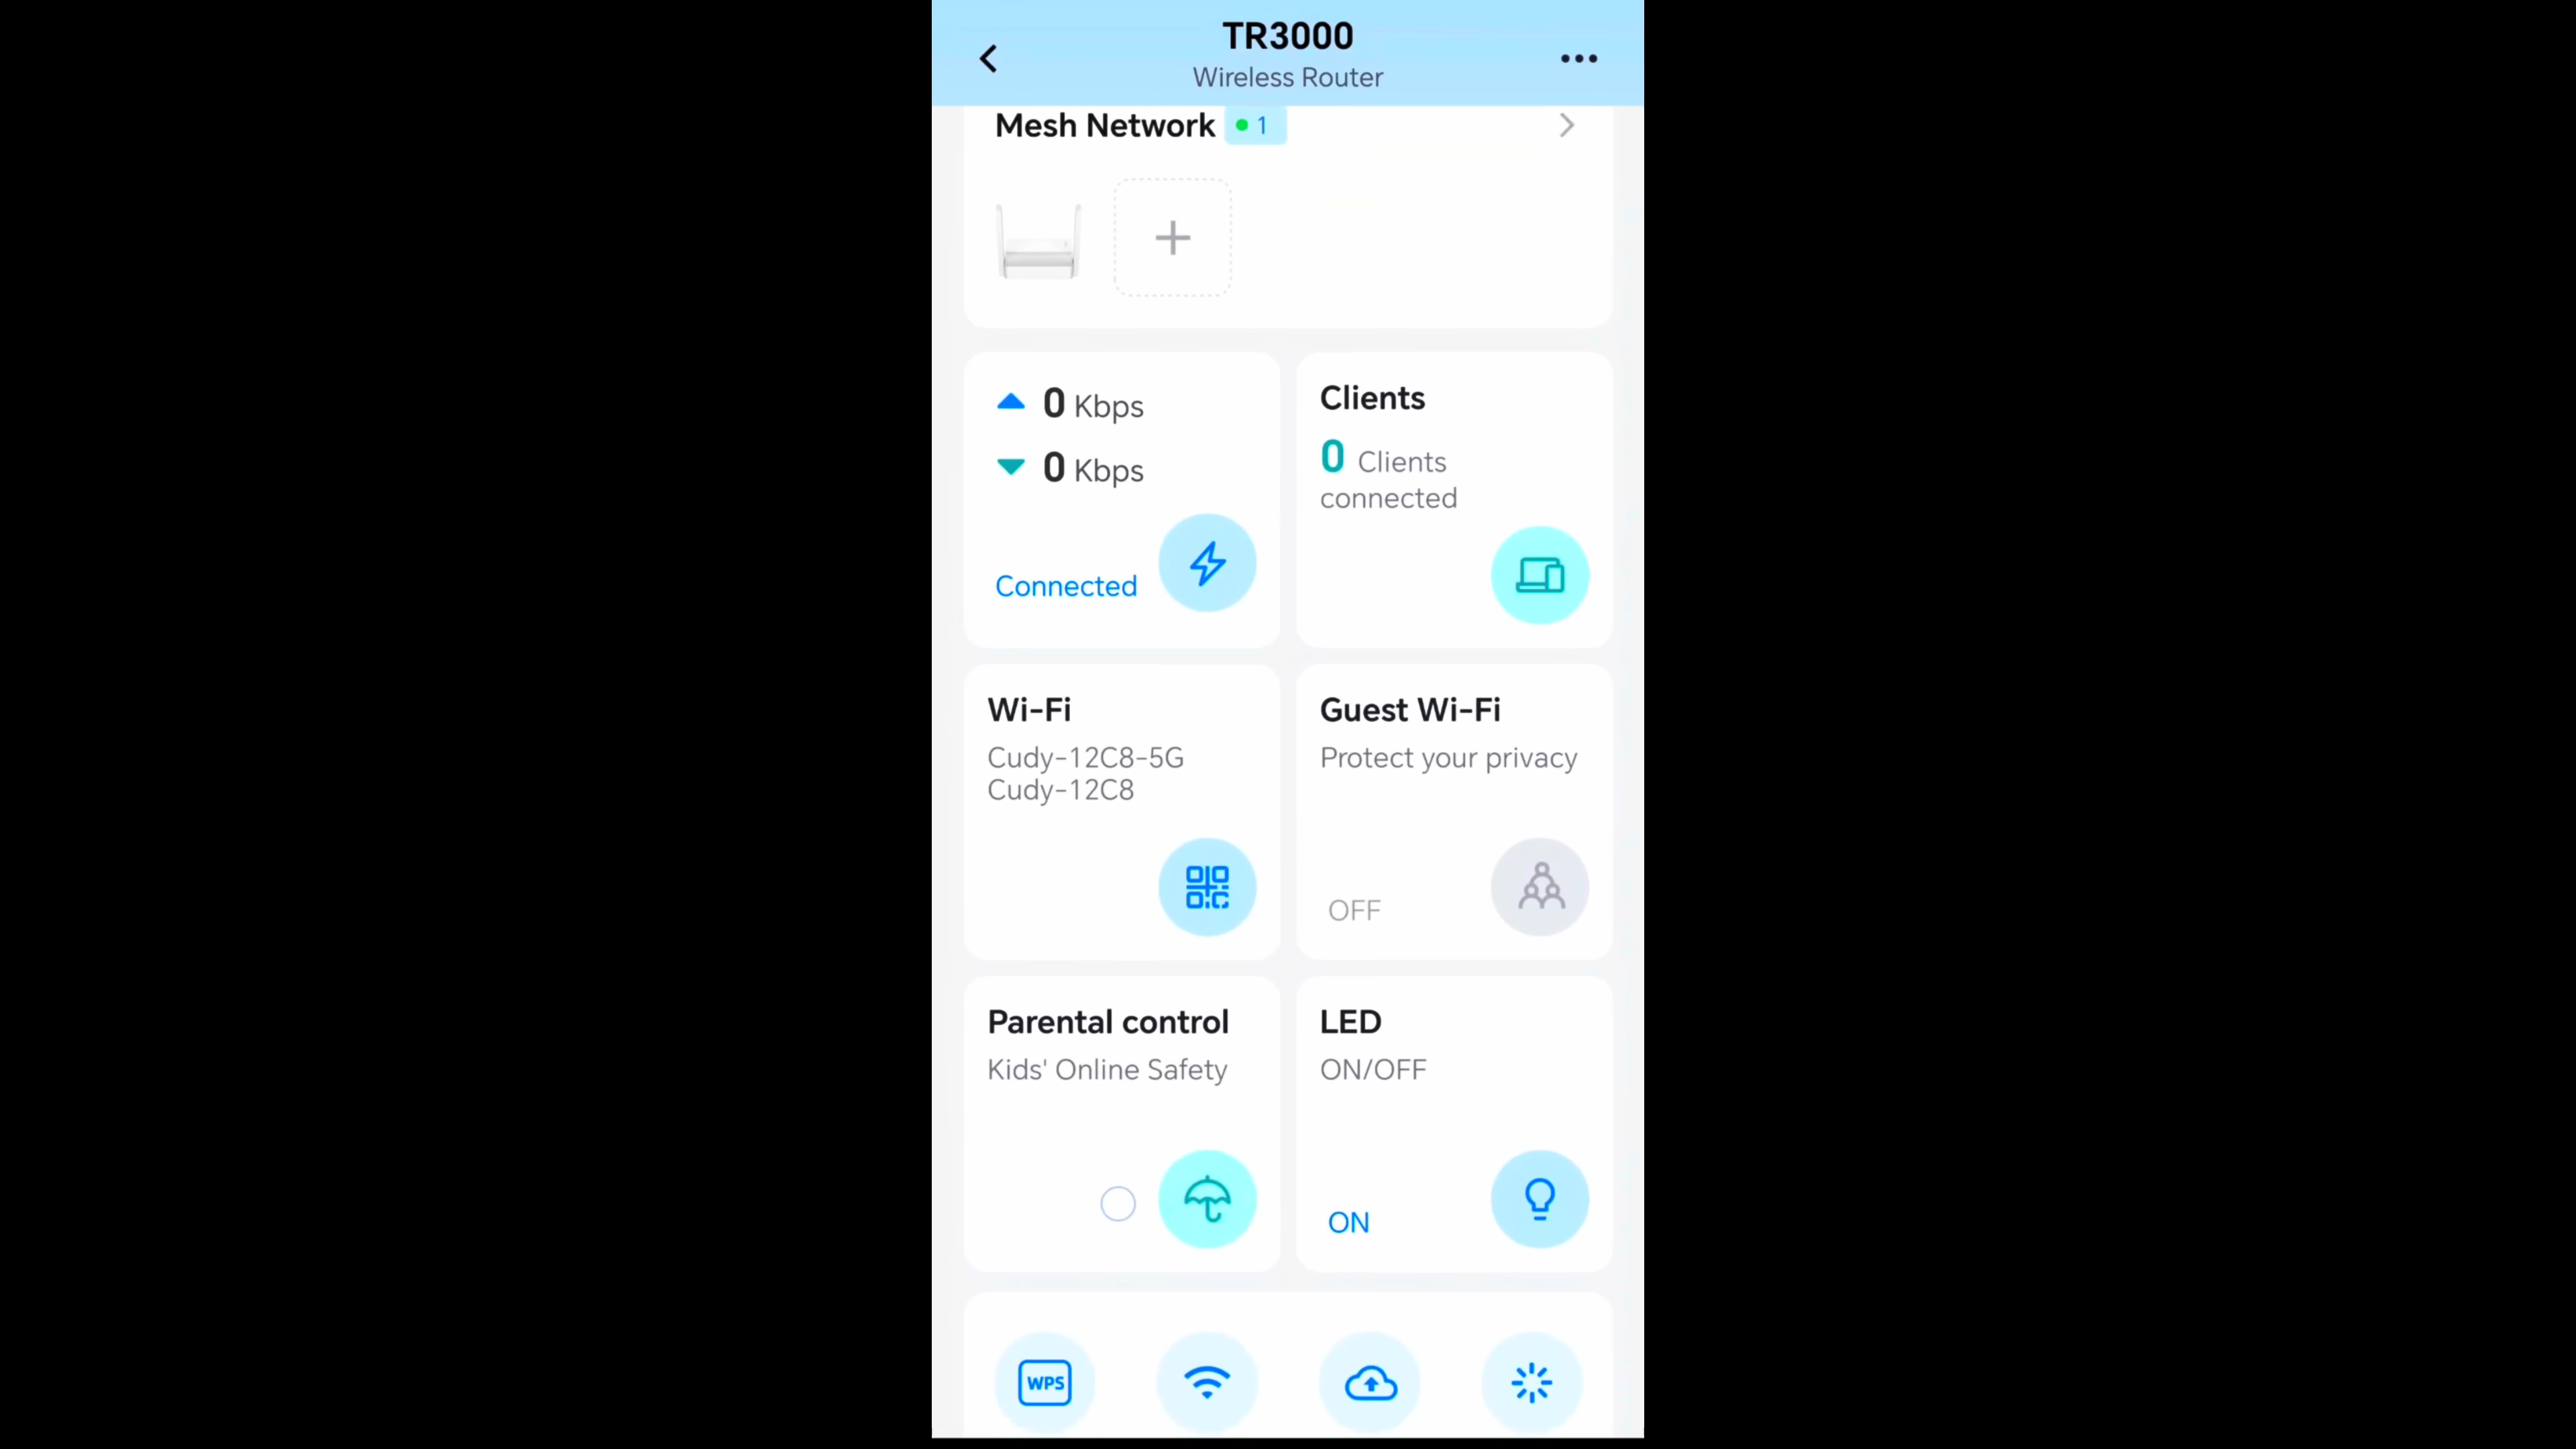 TR3000
Wireless Router
Mesh Network 1
0 Kbps
0 Kbps
Connected
Clients
0 Clients
connected
Wi-Fi
Cudy-12C8-5G
Cudy-12C8
Guest Wi-Fi
Protect your privacy
OFF
Parental control
Kids' Online Safety
LED
ON/OFF
ON
WPS